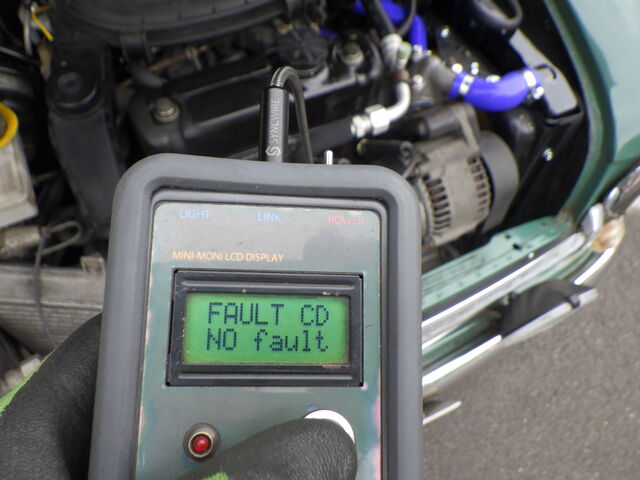 SYNCWIRE
LIGHT LINK POWER
MINI-MONI LCD DISPLAY
FAULT CD
NO fault